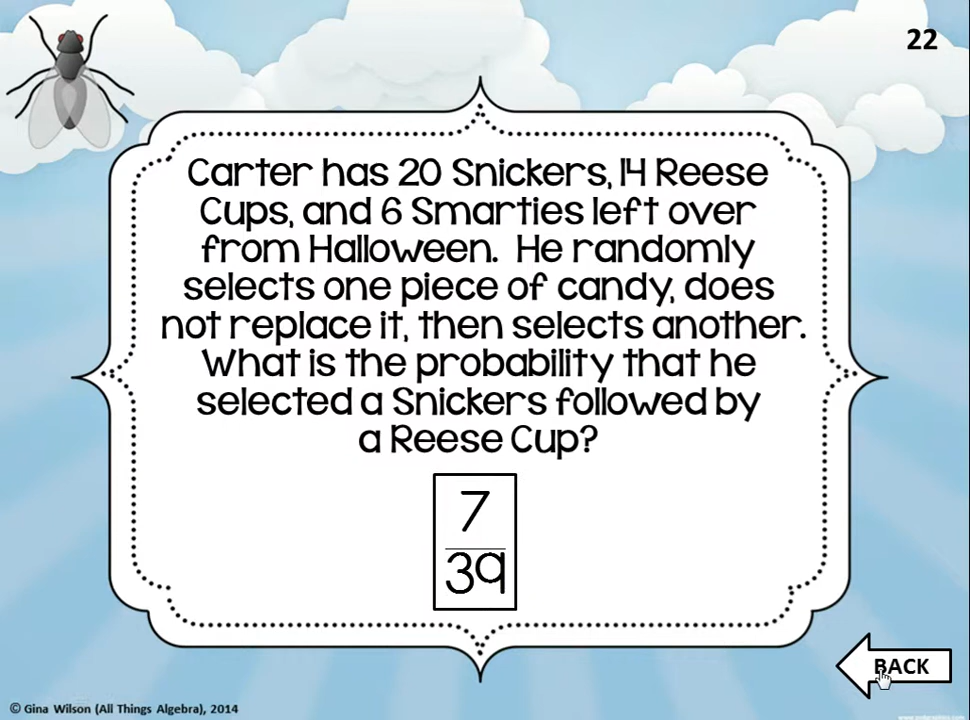 22
Carter has 20 Snickers, 14 Reese
Cups, and 6 Smarties left over
from Halloween. He randomly
selects one piece of candy, does
not replace it, then selects another.
What is the probability that he
selected a Snickers followed by
a Reese Cup?
7
39
BACK
© Gina Wilson (All Things Algebra), 2014